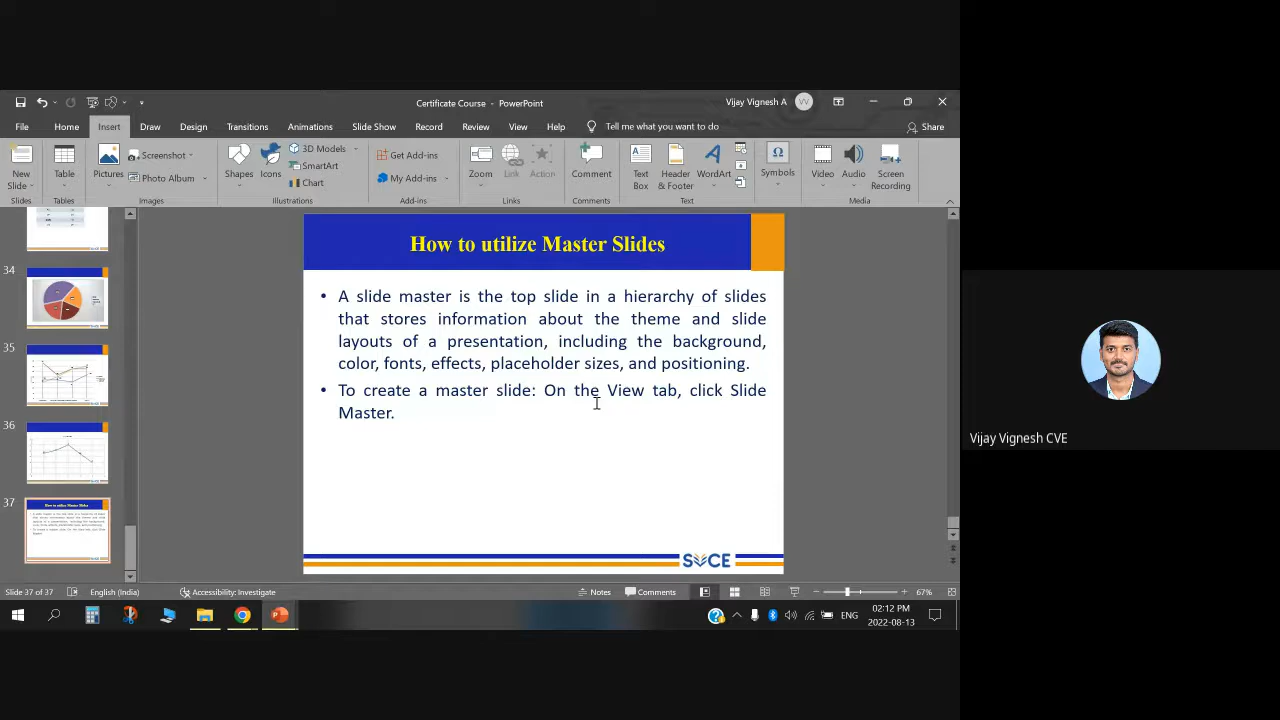 Certificate Course - PowerPoint
Vijay Vignesh A
VV
File Home Insert Draw Design Transitions Animations Slide Show Record Review View Help Tell me what you want to do
Share
New Slide
Table
Pictures
Screenshot
Photo Album
Shapes
Icons
3D Models
SmartArt
Chart
Get Add-ins
My Add-ins
Zoom
Link
Action
Comment
Text Box
Header & Footer
WordArt
Symbols
Video
Audio
Screen Recording
Slides Tables Images Illustrations Add-ins Links Comments Text Media
34
35
36
37
How to utilize Master Slides
• A slide master is the top slide in a hierarchy of slides
that stores information about the theme and slide
layouts of a presentation, including the background,
color, fonts, effects, placeholder sizes, and positioning.
• To create a master slide: On the View tab, click Slide
Master.
SVCE
Vijay Vignesh CVE
Slide 37 of 37 English (India) Accessibility: Investigate Notes Comments 67%
ENG
02:12 PM
2022-08-13